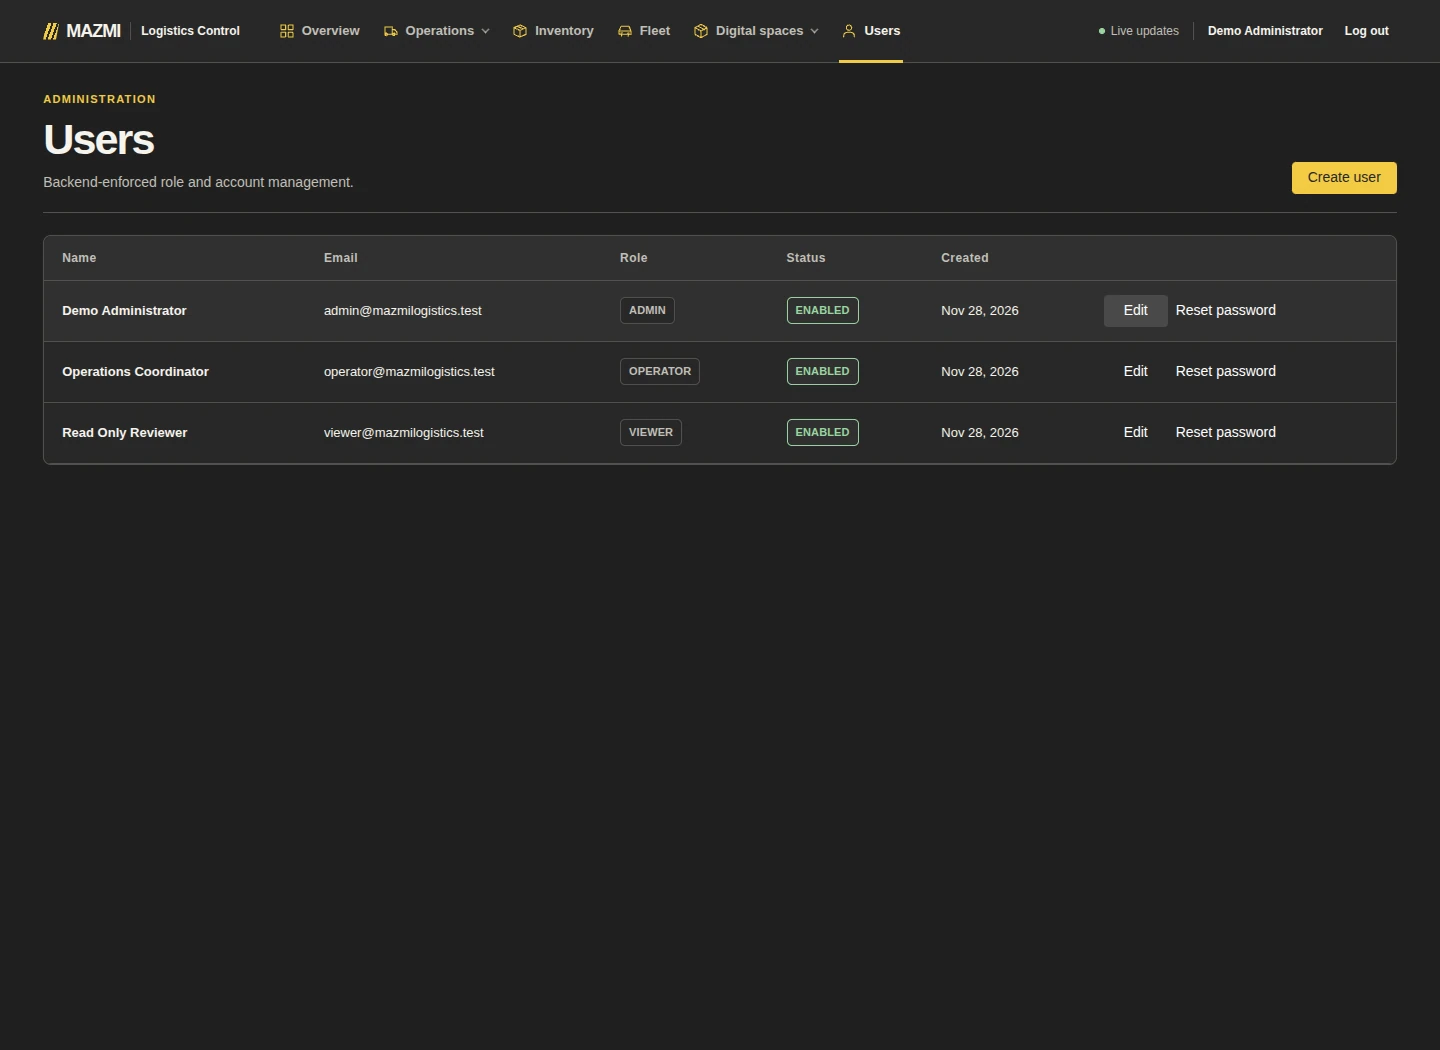 MAZMI Logistics Control Overview Operations Inventory Fleet Digital spaces Users Live updates Demo Administrator Log out
ADMINISTRATION
Users
Backend-enforced role and account management.
Create user
Name Email Role Status Created
Demo Administrator admin@mazmilogistics.test ADMIN ENABLED Nov 28, 2026 Edit Reset password
Operations Coordinator operator@mazmilogistics.test OPERATOR ENABLED Nov 28, 2026 Edit Reset password
Read Only Reviewer viewer@mazmilogistics.test VIEWER ENABLED Nov 28, 2026 Edit Reset password